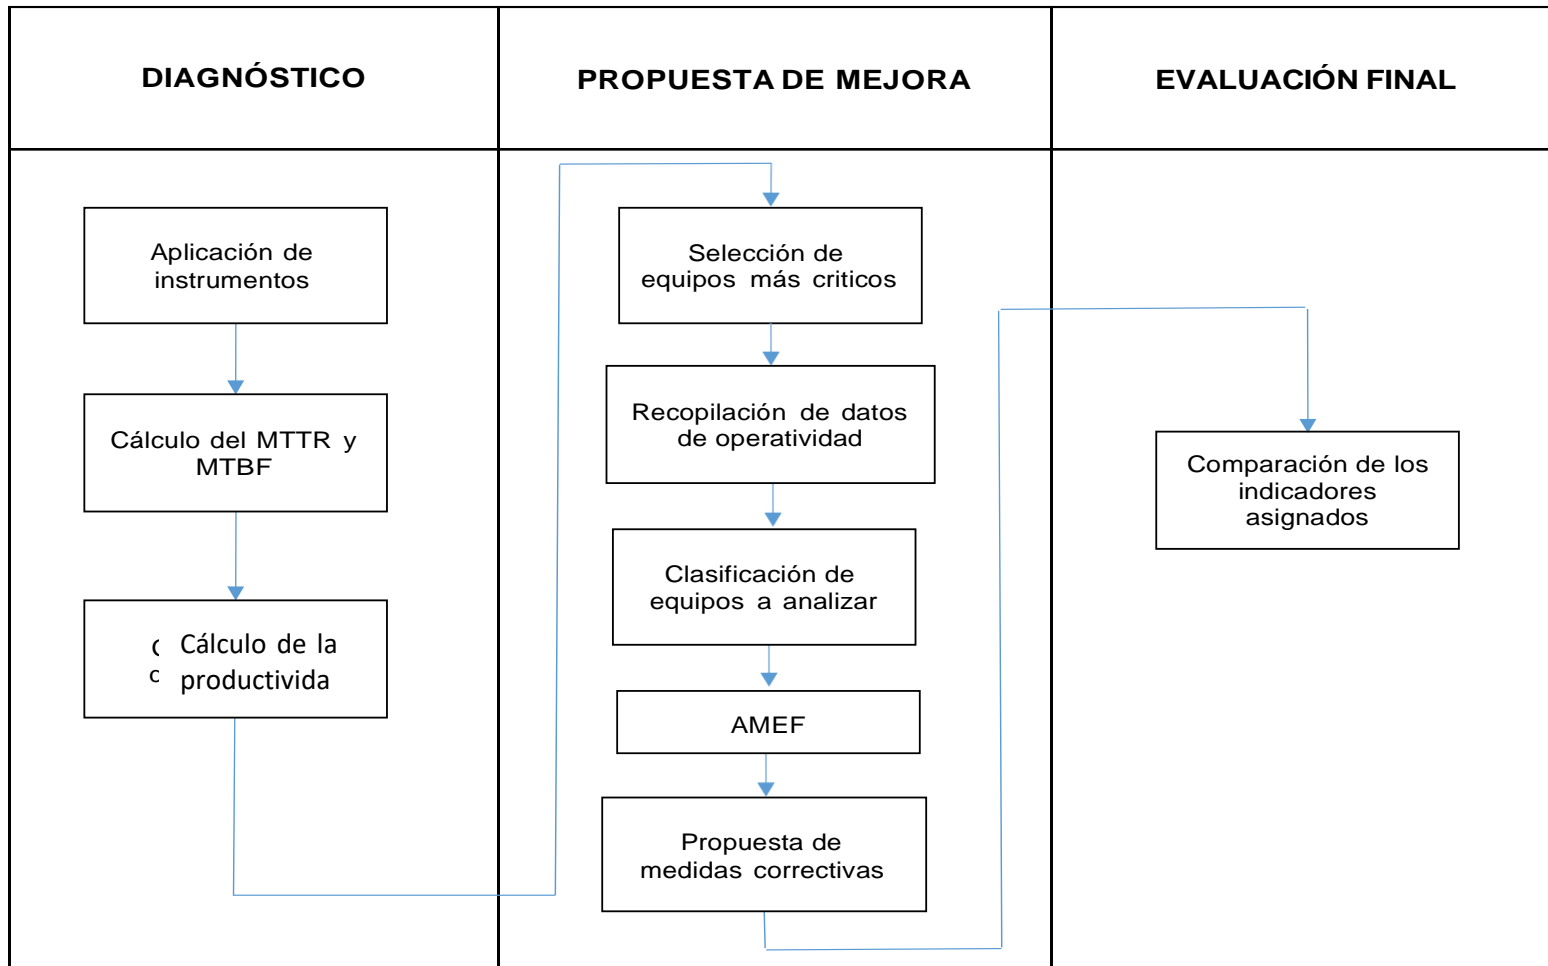 DIAGNÓSTICO
PROPUESTA DE MEJORA
EVALUACIÓN FINAL
Aplicación de
instrumentos
Cálculo del MTTR y
MTBF
Cálculo de la
productivida
Selección de
equipos más criticos
Recopilación de datos
de operatividad
Clasificación de
equipos a analizar
AMEF
Propuesta de
medidas correctivas
Comparación de los
indicadores
asignados